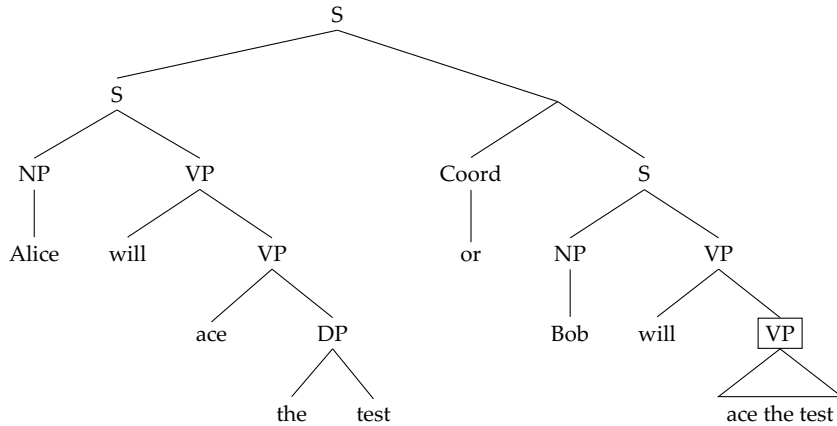 S
S
NP VP Coord S
Alice will VP or NP VP
ace DP Bob will VP
the test ace the test